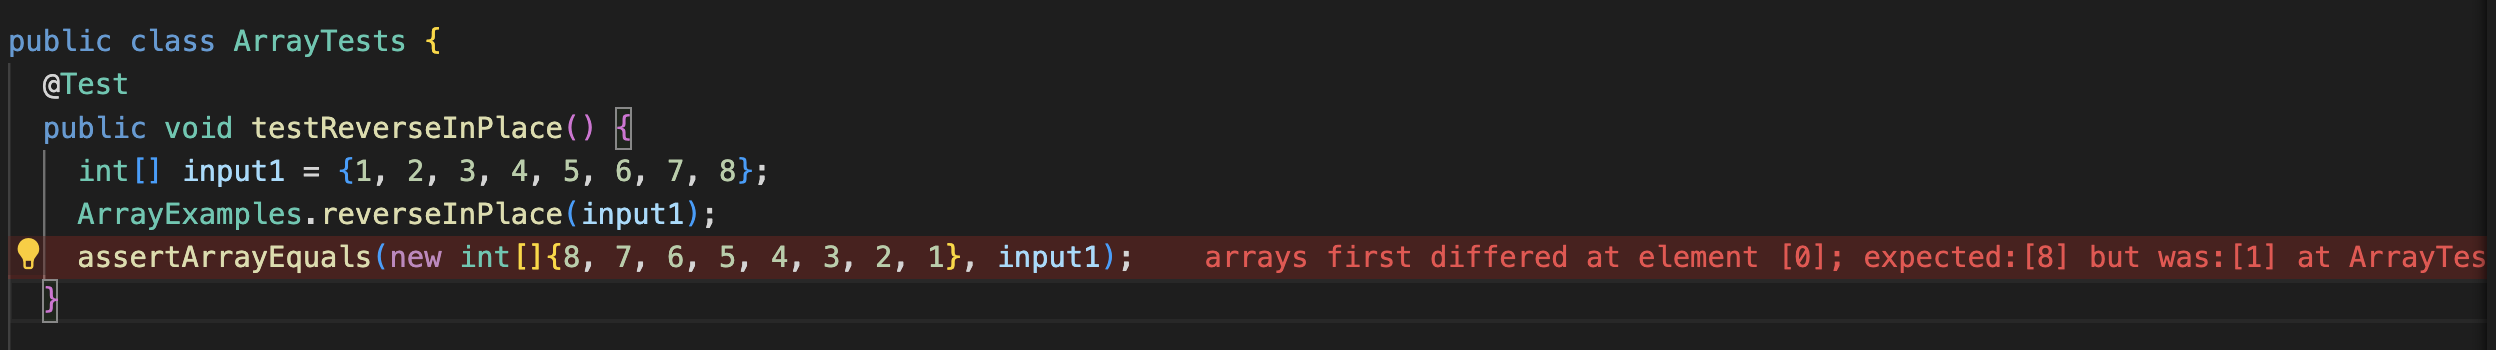 public class ArrayTests {
@Test
public void testReverseInPlace() {
int[] input1 = {1, 2, 3, 4, 5, 6, 7, 8};
ArrayExamples.reverseInPlace(input1);
assertArrayEquals(new int[]{8, 7, 6, 5, 4, 3, 2, 1}, input1); arrays first differed at element [0]; expected:[8] but was:[1] at ArrayTes
}